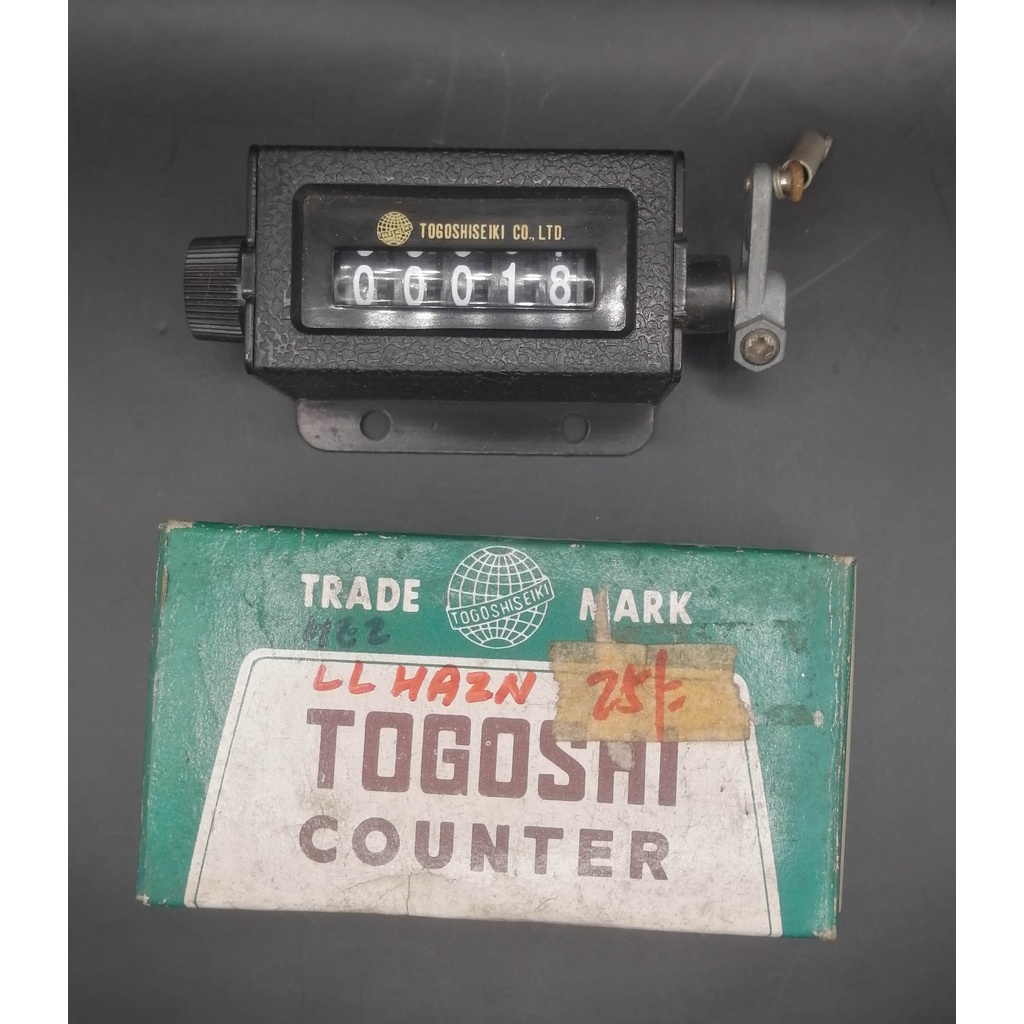 TOGOSHISEIKI CO., LTD.
00018
TRADE TOGOSHISEIKI MARK
LL HAZN 25/-
TOGOSHI
COUNTER